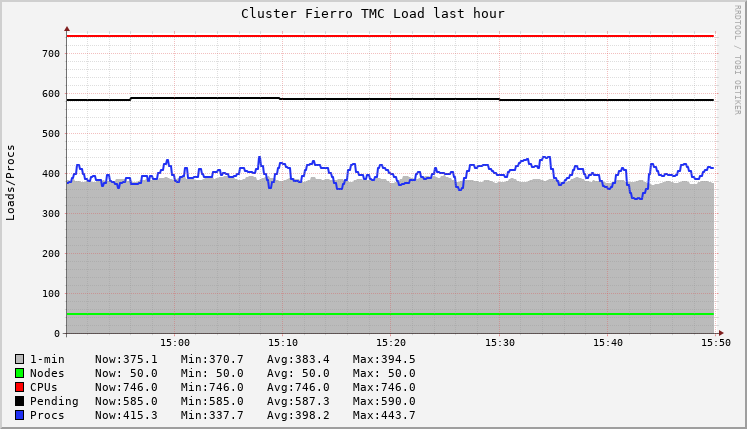 Cluster Fierro TMC Load last hour
RRDTOOL / TOBI OETIKER
Loads/Procs
700
600
500
400
300
200
100
0
15:00 15:10 15:20 15:30 15:40 15:50
1-min Now:375.1 Min:370.7 Avg:383.4 Max:394.5
Nodes Now: 50.0 Min: 50.0 Avg: 50.0 Max: 50.0
CPUs Now:746.0 Min:746.0 Avg:746.0 Max:746.0
Pending Now:585.0 Min:585.0 Avg:587.3 Max:590.0
Procs Now:415.3 Min:337.7 Avg:398.2 Max:443.7